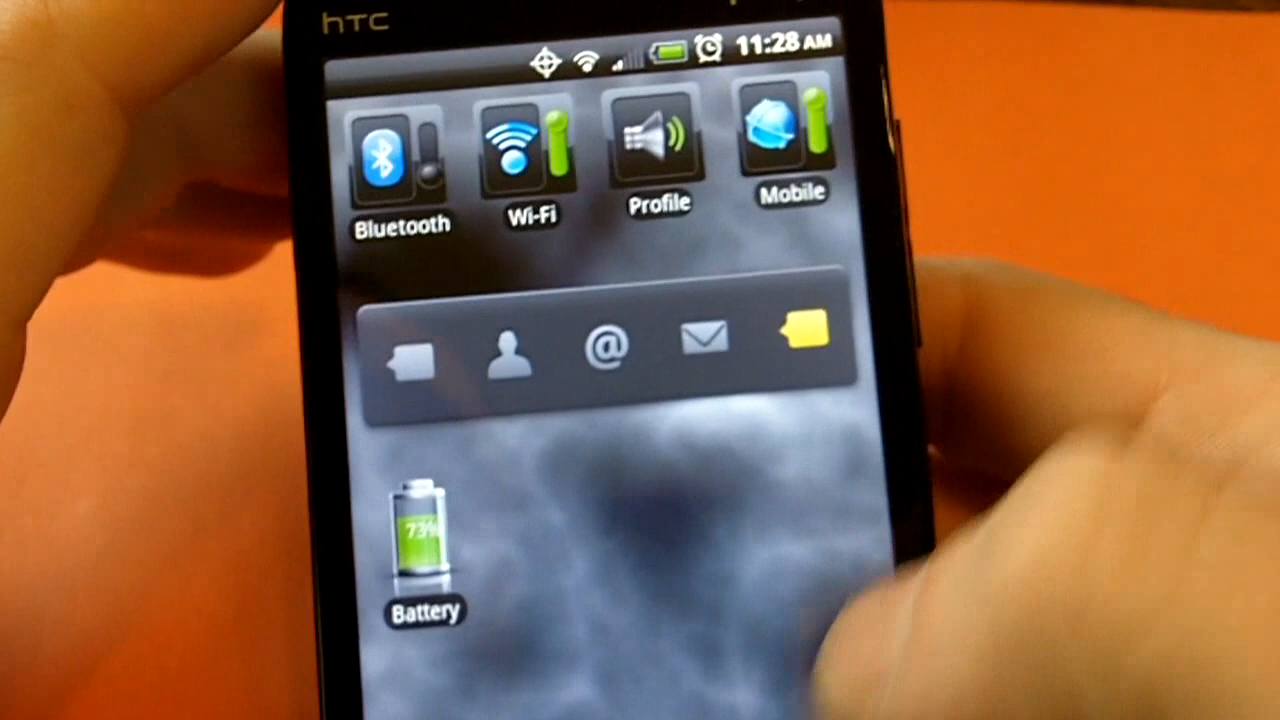 hTC
11:28 AM
Bluetooth
Wi-Fi
Profile
Mobile
@
73%
Battery